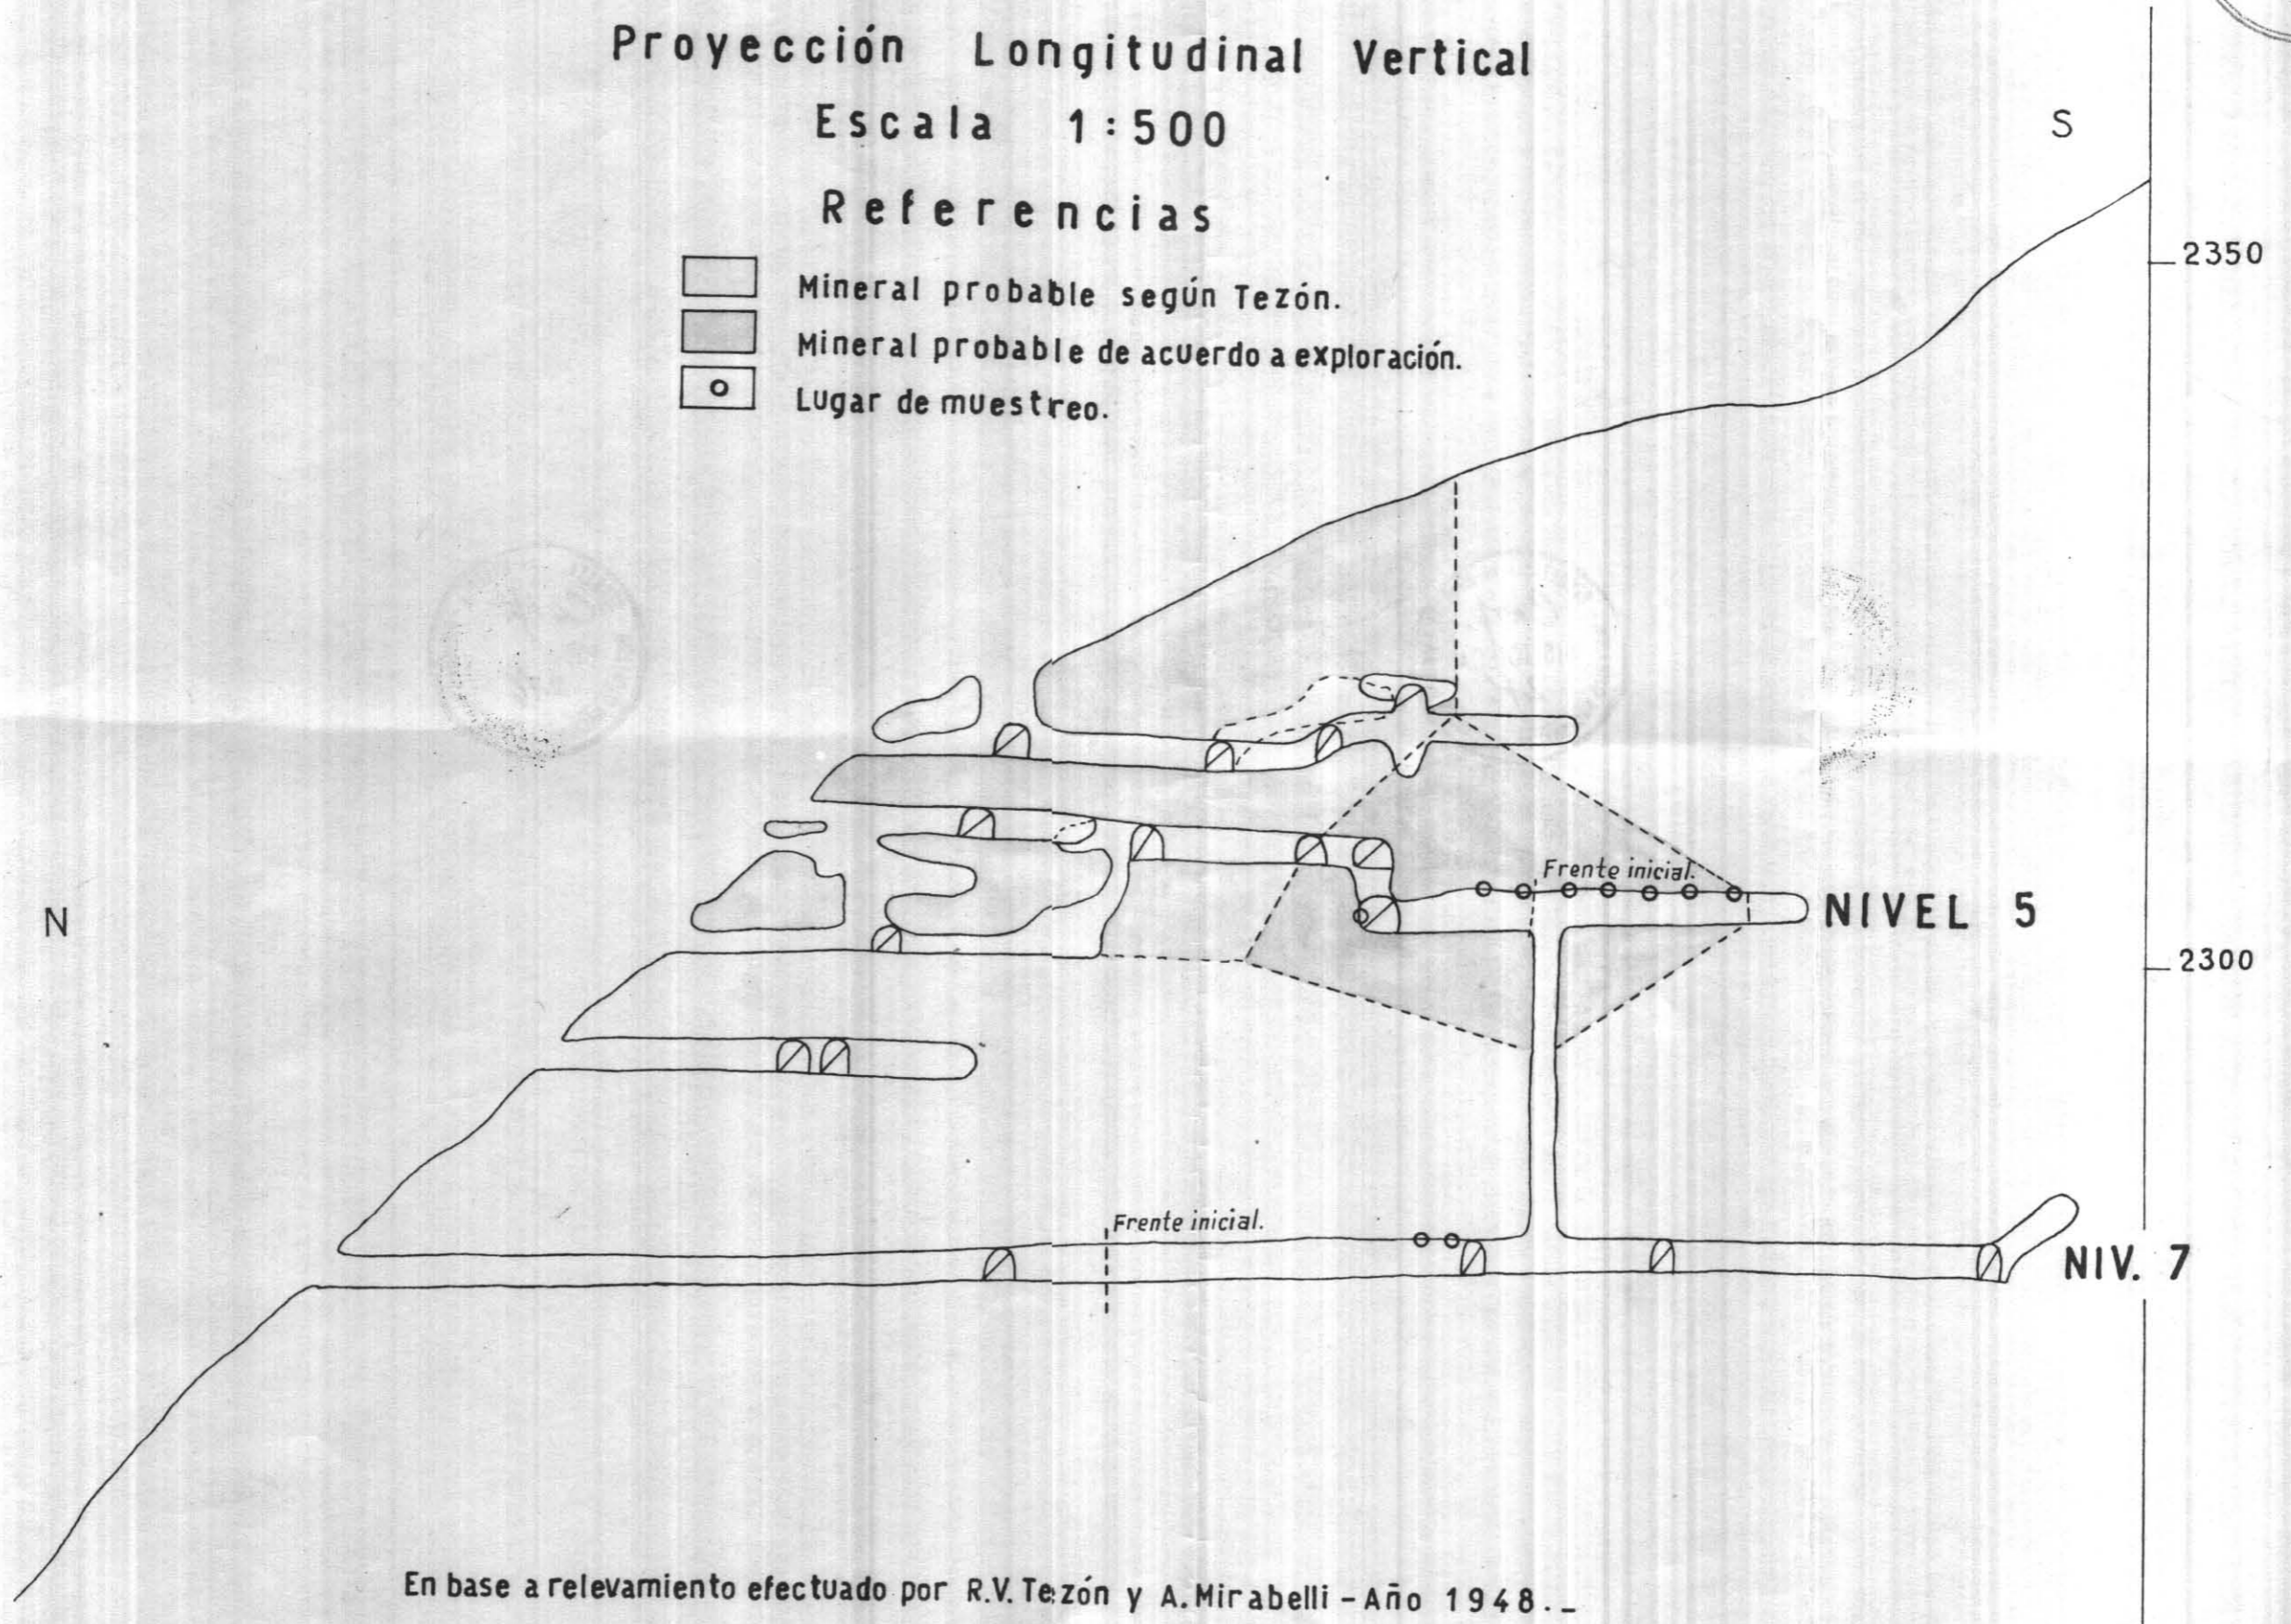 Proyección Longitudinal Vertical
Escala 1:500
S
Referencias
2350
Mineral probable según Tezón.
Mineral probable de acuerdo a exploración.
Lugar de muestreo.
Frente inicial.
N
NIVEL 5
2300
Frente inicial.
NIV. 7
En base a relevamiento efectuado por R.V. Tezón y A. Mirabelli - Año 1948.-